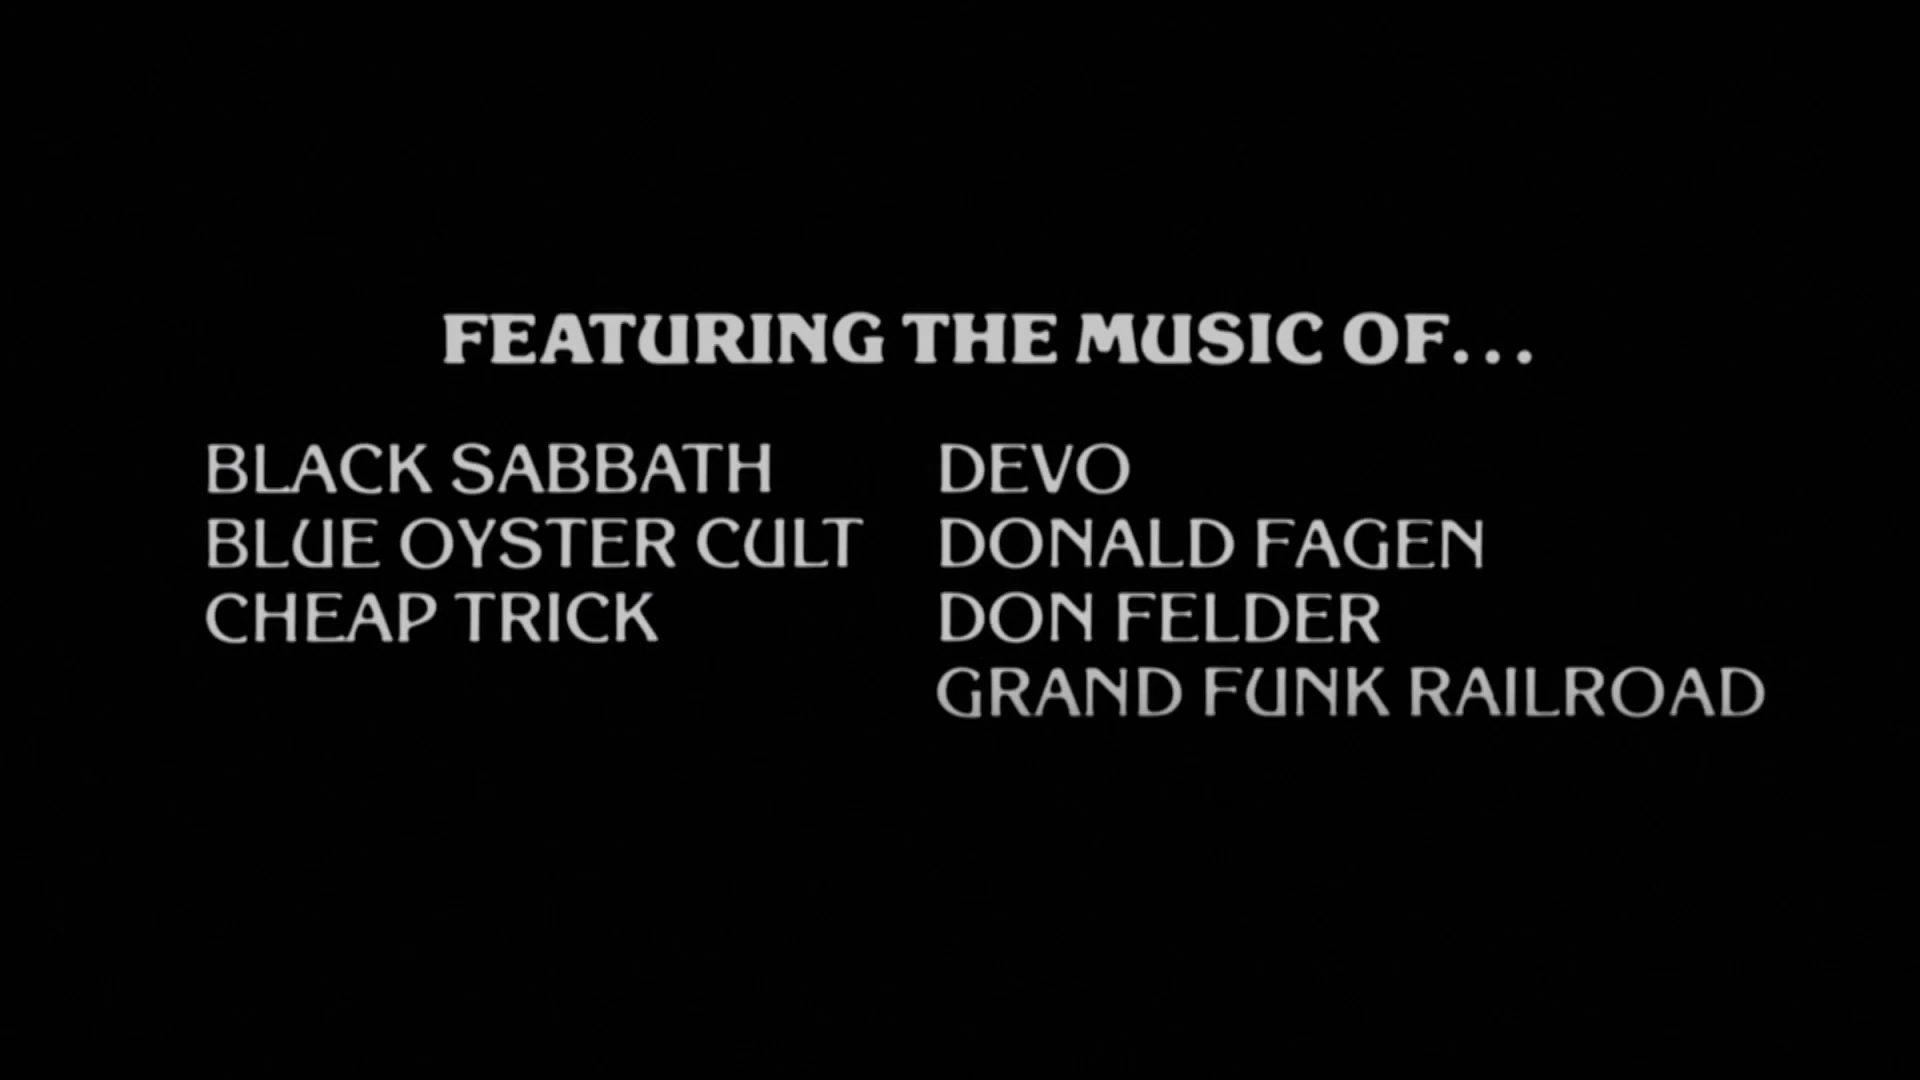 FEATURING THE MUSIC OF...
BLACK SABBATH
BLUE OYSTER CULT
CHEAP TRICK
DEVO
DONALD FAGEN
DON FELDER
GRAND FUNK RAILROAD